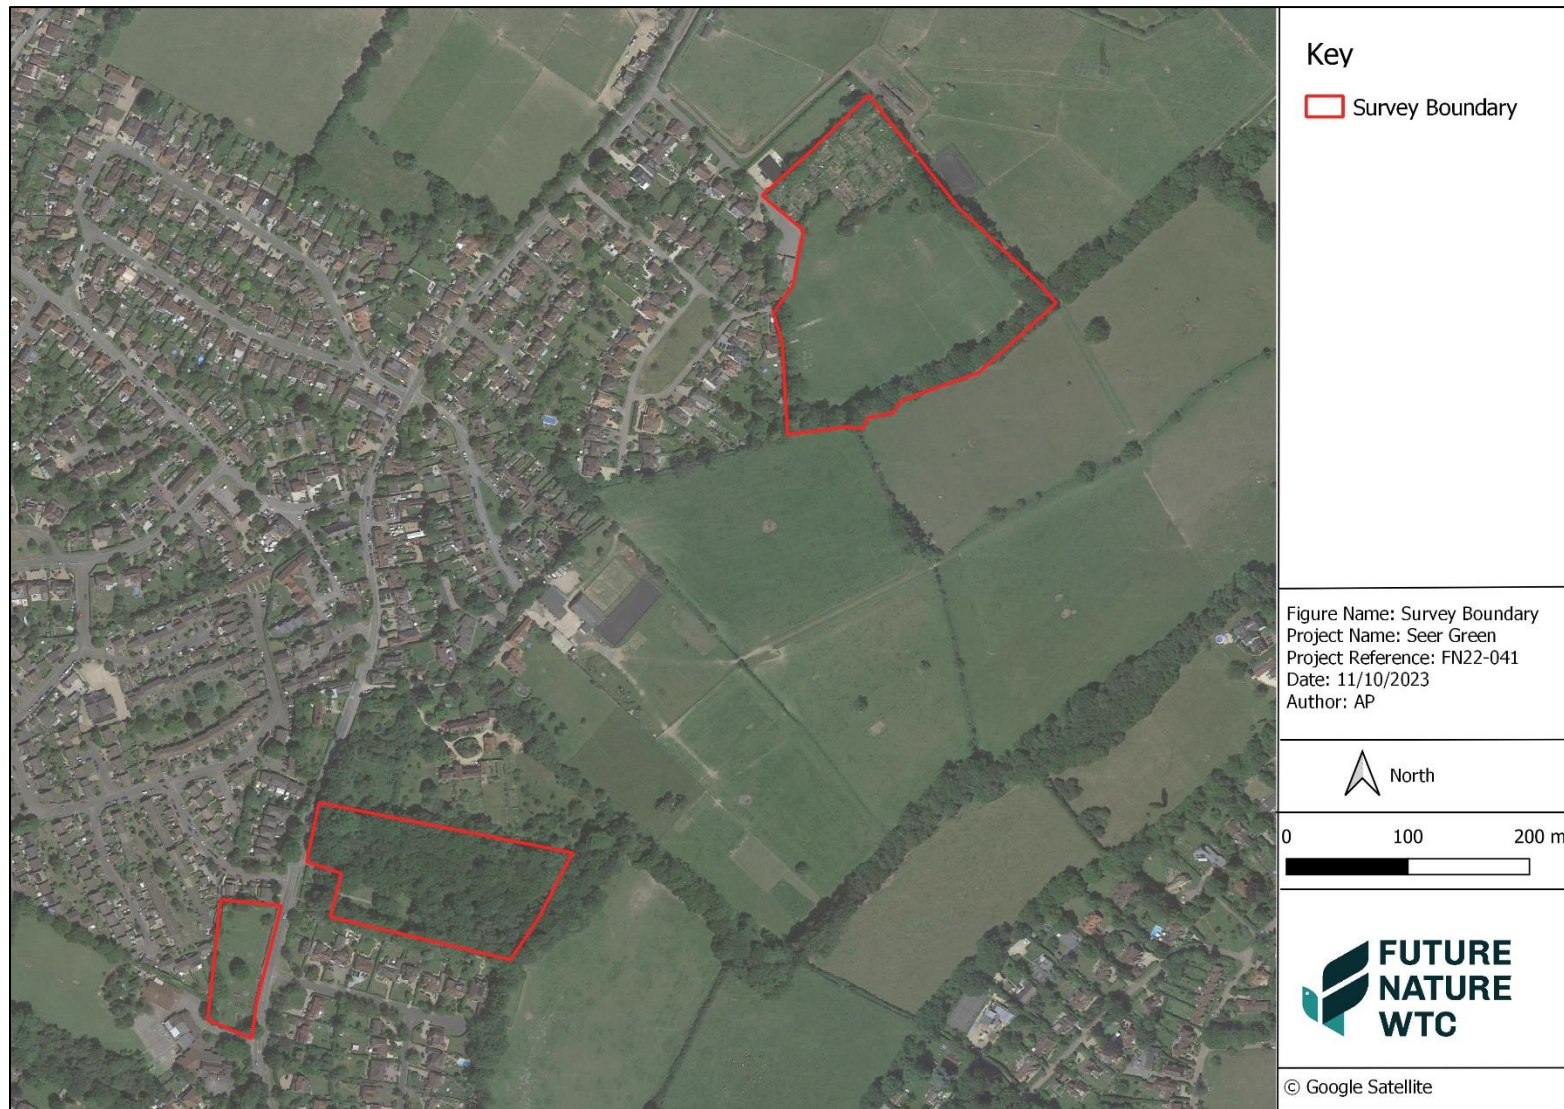 Key
Survey Boundary
Figure Name: Survey Boundary
Project Name: Seer Green
Project Reference: FN22-041
Date: 11/10/2023
Author: AP
North
0 100 200 m
FUTURE
NATURE
WTC
© Google Satellite